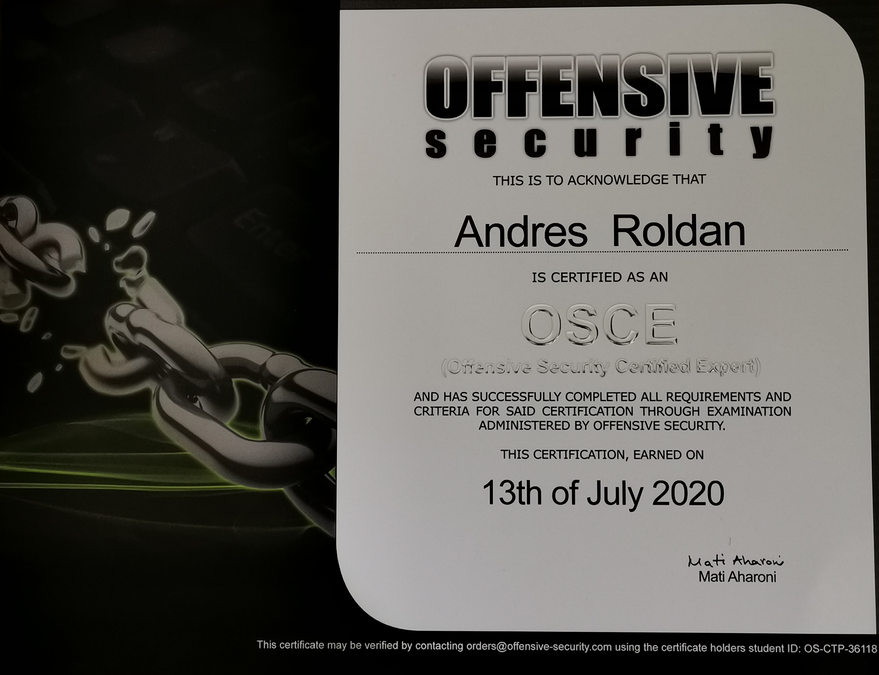 OFFENSIVE
security
THIS IS TO ACKNOWLEDGE THAT
Andres Roldan
IS CERTIFIED AS AN
OSCE
(Offensive Security Certified Expert)
AND HAS SUCCESSFULLY COMPLETED ALL REQUIREMENTS AND
CRITERIA FOR SAID CERTIFICATION THROUGH EXAMINATION
ADMINISTERED BY OFFENSIVE SECURITY.
THIS CERTIFICATION, EARNED ON
13th of July 2020
Mati Aharoni
Mati Aharoni
This certificate may be verified by contacting orders@offensive-security.com using the certificate holders student ID: OS-CTP-36118